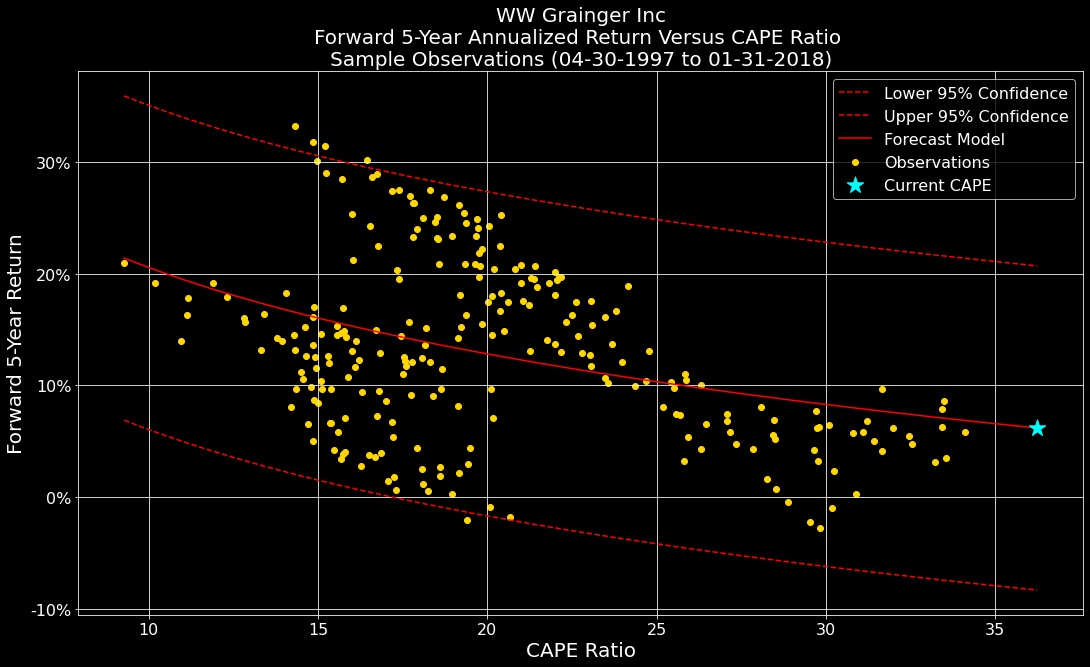 WW Grainger Inc
Forward 5-Year Annualized Return Versus CAPE Ratio
Sample Observations (04-30-1997 to 01-31-2018)
Lower 95% Confidence
Upper 95% Confidence
Forecast Model
Observations
Current CAPE
Forward 5-Year Return
30%
20%
10%
0%
-10%
10 15 20 25 30 35
CAPE Ratio